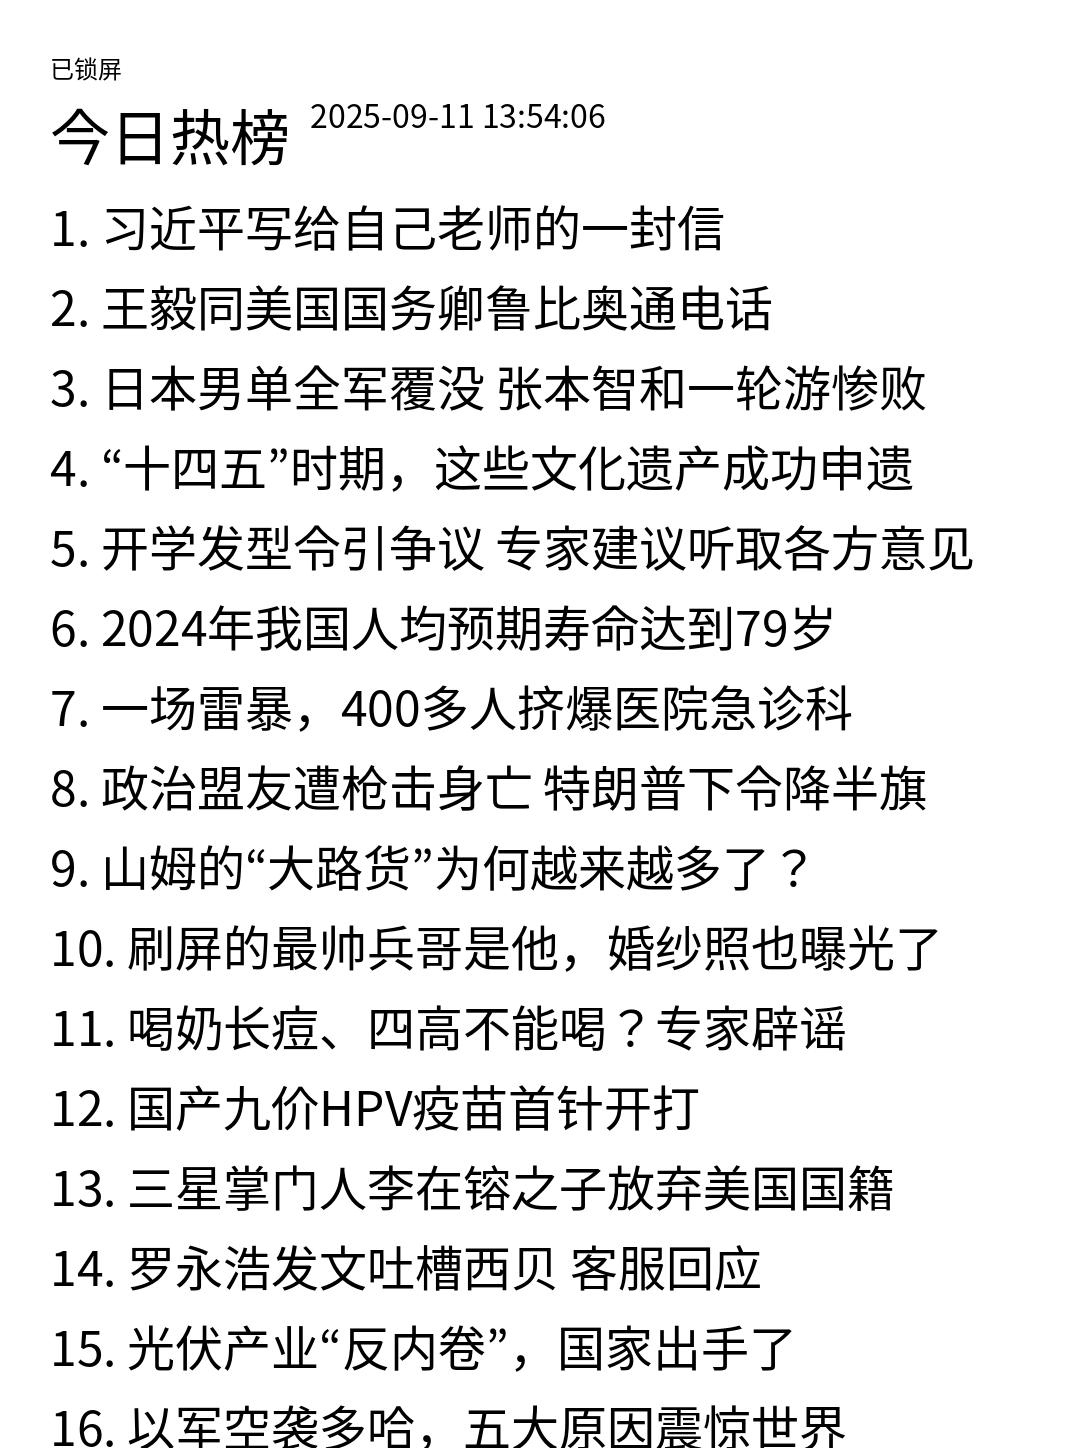 已锁屏
今日热榜 2025-09-11 13:54:06
1. 习近平写给自己老师的一封信
2. 王毅同美国国务卿鲁比奥通电话
3. 日本男单全军覆没 张本智和一轮游惨败
4. “十四五”时期，这些文化遗产成功申遗
5. 开学发型令引争议 专家建议听取各方意见
6. 2024年我国人均预期寿命达到79岁
7. 一场雷暴，400多人挤爆医院急诊科
8. 政治盟友遭枪击身亡 特朗普下令降半旗
9. 山姆的“大路货”为何越来越多了？
10. 刷屏的最帅兵哥是他，婚纱照也曝光了
11. 喝奶长痘、四高不能喝？专家辟谣
12. 国产九价HPV疫苗首针开打
13. 三星掌门人李在镕之子放弃美国国籍
14. 罗永浩发文吐槽西贝 客服回应
15. 光伏产业“反内卷”，国家出手了
16. 以军空袭多哈，五大原因震惊世界